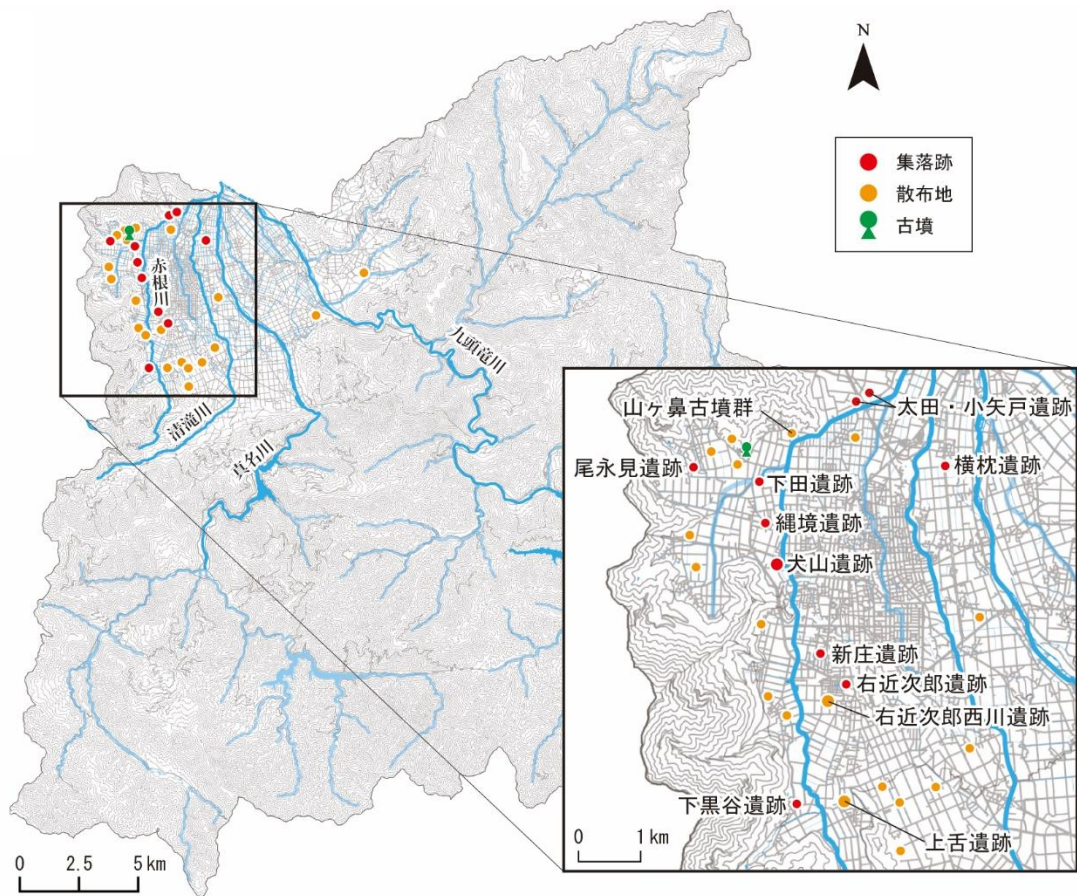 N
集落跡
散布地
古墳
赤根川
清滝川
真名川
九頭竜川
山ヶ鼻古墳群
太田・小矢戸遺跡
尾永見遺跡
横枕遺跡
下田遺跡
縄境遺跡
犬山遺跡
新庄遺跡
右近次郎遺跡
右近次郎西川遺跡
下黒谷遺跡
上舌遺跡
0 1km
0 2.5 5km